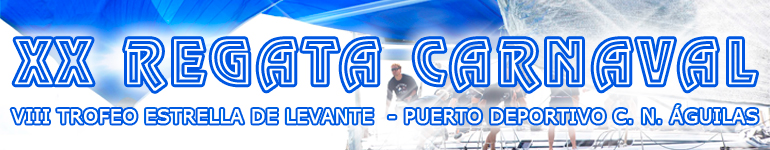 XX REGATA CARNAVAL
VIII TROFEO ESTRELLA DE LEVANTE - PUERTO DEPORTIVO C. N. ÁGUILAS